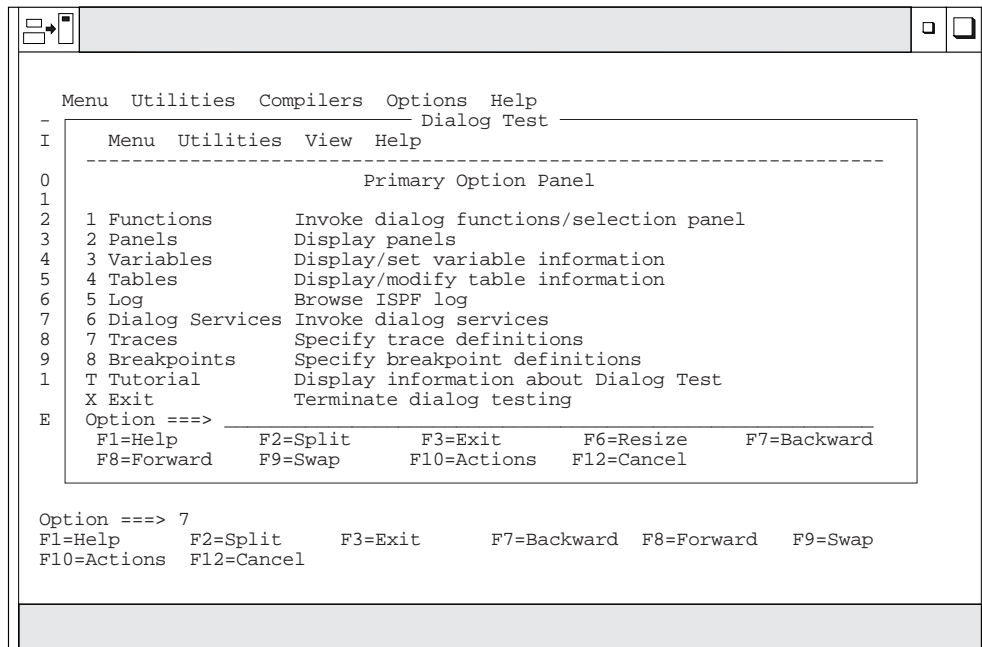 Menu  Utilities  Compilers  Options  Help
- Dialog Test
I Menu  Utilities  View  Help
--------------------------------------------------------------------
0 Primary Option Panel
1
2 1 Functions       Invoke dialog functions/selection panel
3 2 Panels          Display panels
4 3 Variables       Display/set variable information
5 4 Tables          Display/modify table information
6 5 Log             Browse ISPF log
7 6 Dialog Services Invoke dialog services
8 7 Traces          Specify trace definitions
9 8 Breakpoints     Specify breakpoint definitions
1 T Tutorial        Display information about Dialog Test
X Exit            Terminate dialog testing
E Option ===> ________________________________________________________
F1=Help       F2=Split      F3=Exit       F6=Resize     F7=Backward
F8=Forward    F9=Swap      F10=Actions   F12=Cancel
Option ===> 7
F1=Help      F2=Split     F3=Exit      F7=Backward  F8=Forward   F9=Swap
F10=Actions  F12=Cancel